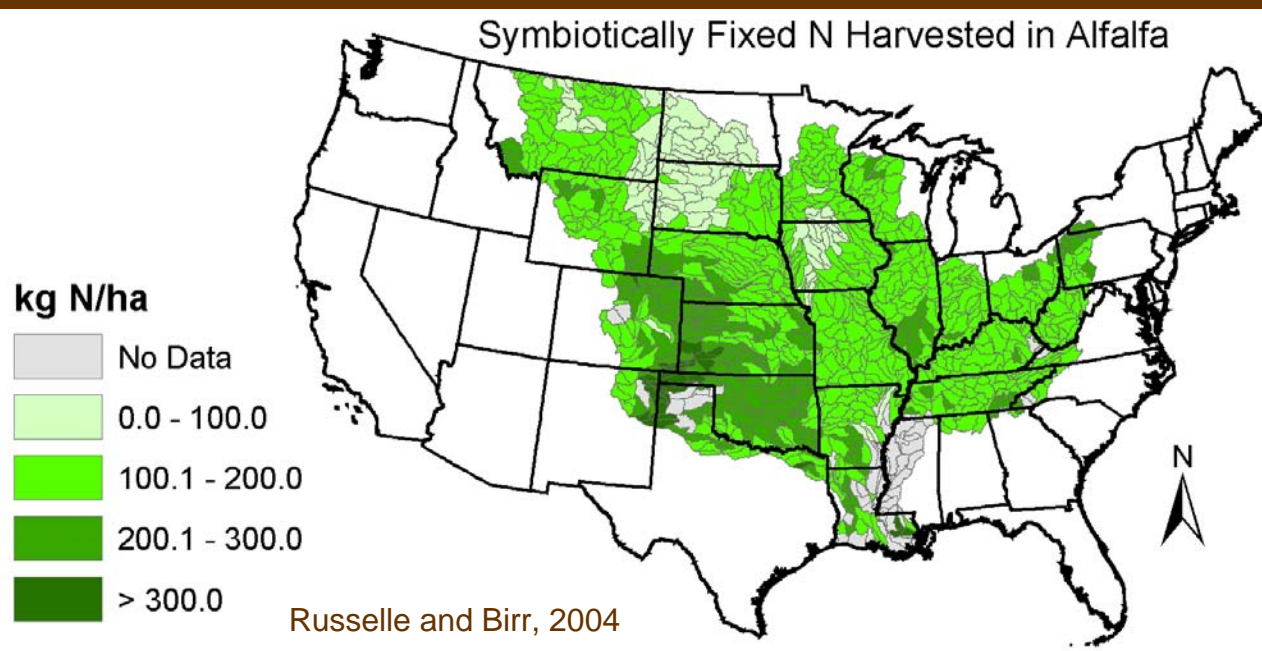 Symbiotically Fixed N Harvested in Alfalfa
kg N/ha
No Data
0.0 - 100.0
100.1 - 200.0
200.1 - 300.0
> 300.0
Russelle and Birr, 2004
N